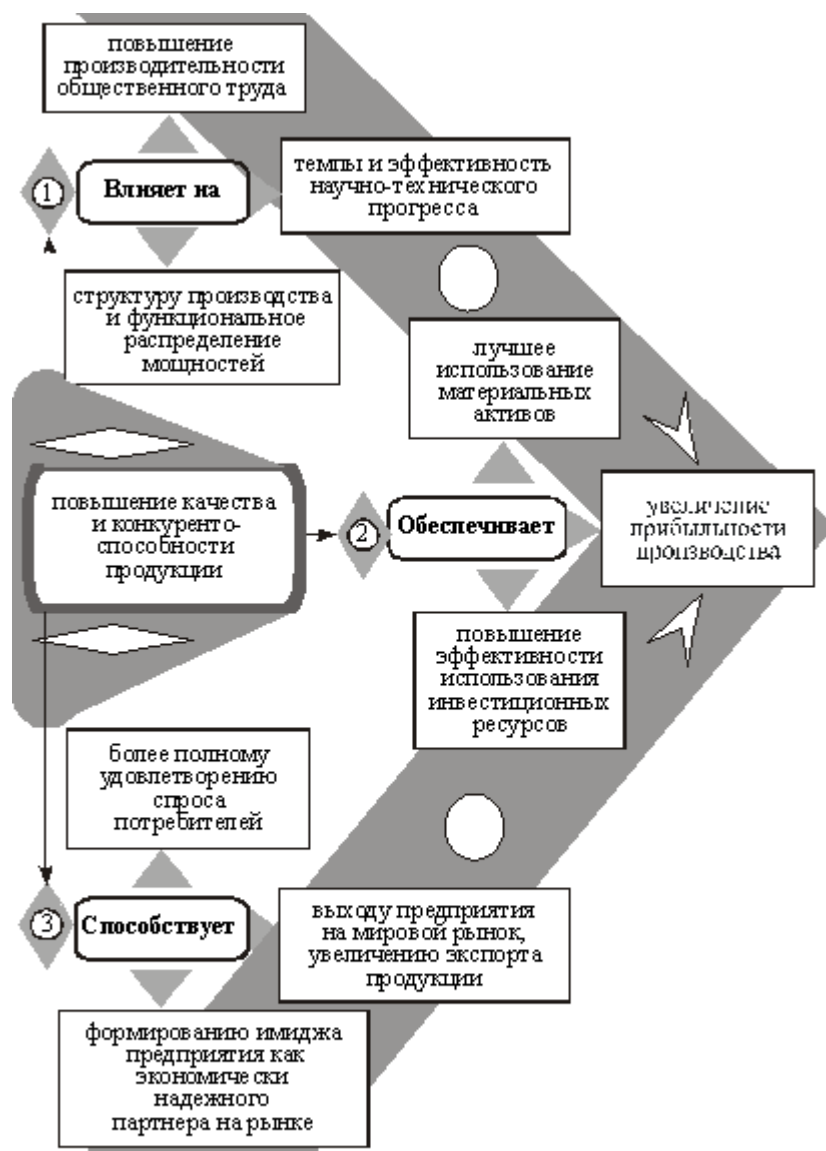 повышение
производительности
общественного труда
1
Влияет на
темпы и эффективность
научно-технического
прогресса
структуру производства
и функциональное
распределение
мощностей
лучшее
использование
материальных
активов
повышение качества
и конкуренто-
способности
продукции
2
Обеспечивает
увеличение
прибыльности
производства
повышение
эффективности
использования
инвестиционных
ресурсов
более полному
удовлетворению
спроса
потребителей
3
Способствует
выходу предприятия
на мировой рынок,
увеличению экспорта
продукции
формированию имиджа
предприятия как
экономически
надежного
партнера на рынке